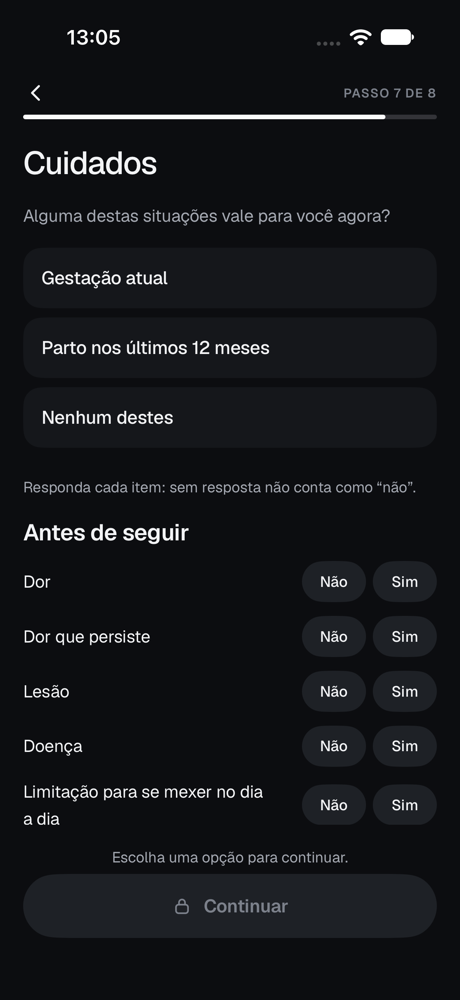 13:05
PASSO 7 DE 8
Cuidados
Alguma destas situações vale para você agora?
Gestação atual
Parto nos últimos 12 meses
Nenhum destes
Responda cada item: sem resposta não conta como “não”.
Antes de seguir
Dor Não Sim
Dor que persiste Não Sim
Lesão Não Sim
Doença Não Sim
Limitação para se mexer no dia
a dia Não Sim
Escolha uma opção para continuar.
Continuar